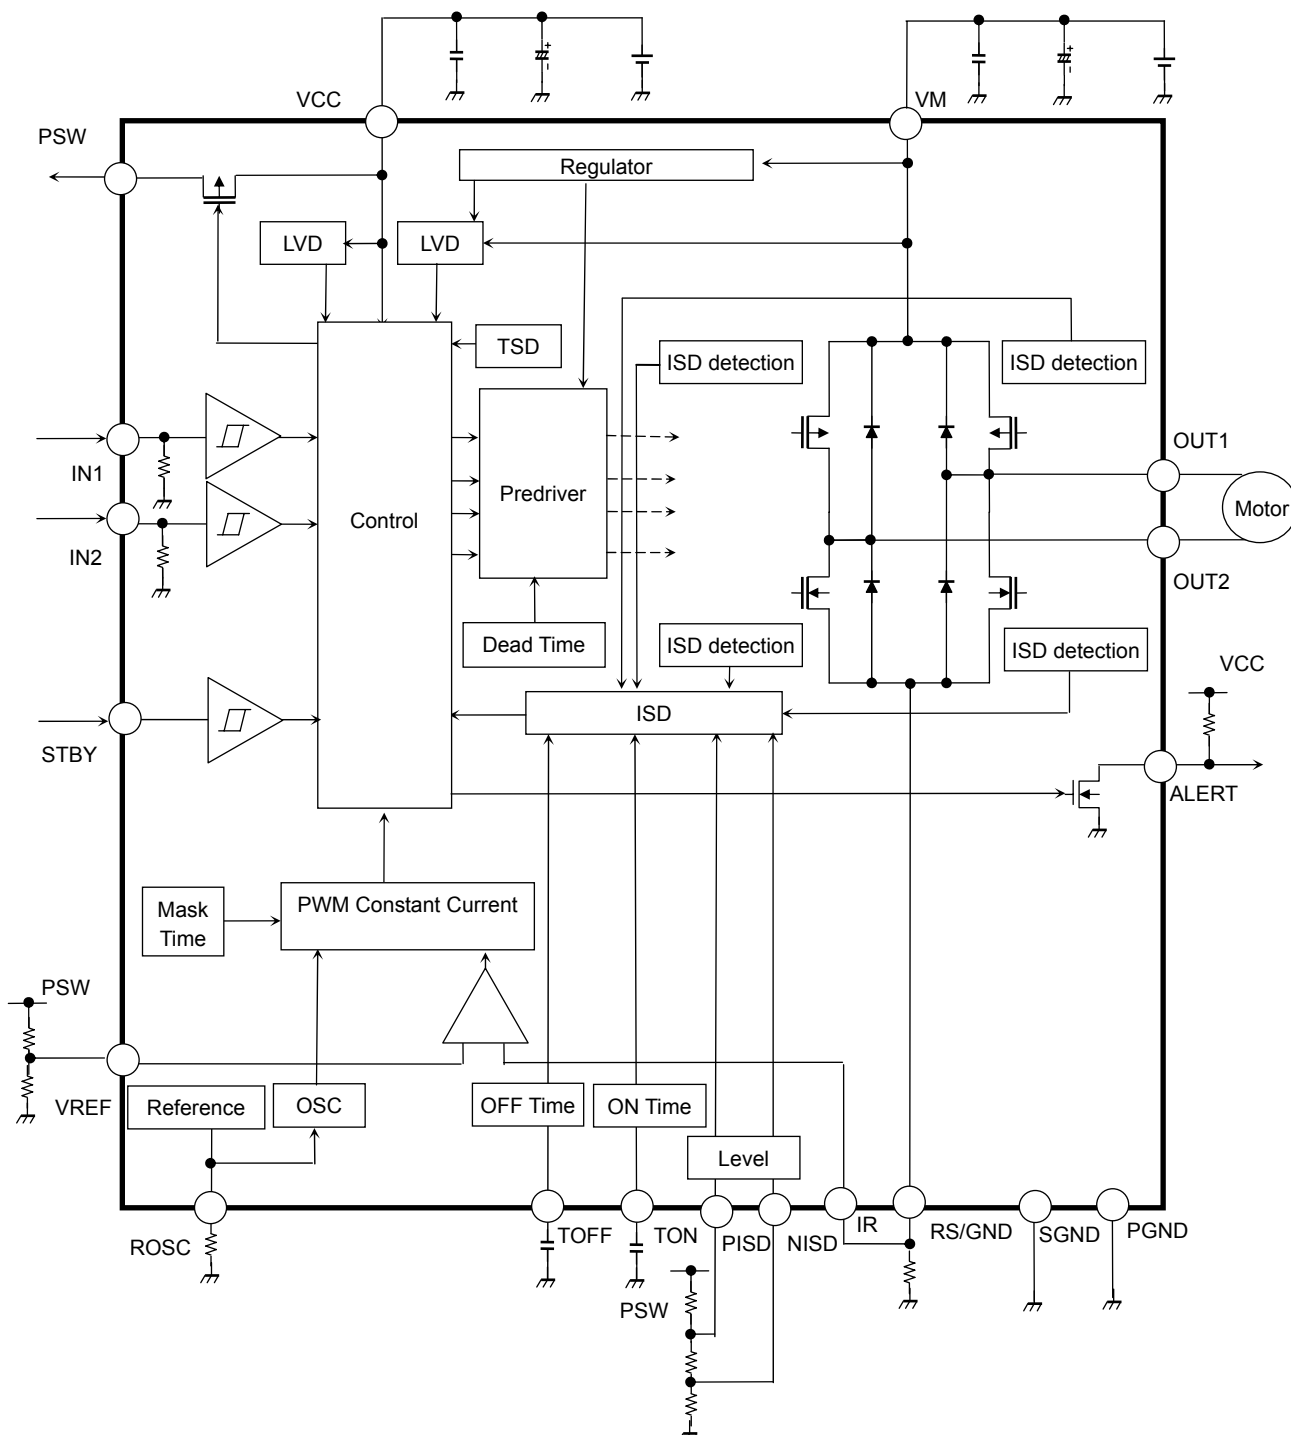 VCC
VM
PSW
Regulator
LVD
LVD
TSD
ISD detection
ISD detection
IN1
OUT1
Predriver
Control
Motor
IN2
OUT2
Dead Time
ISD detection
ISD detection
VCC
ISD
STBY
ALERT
PWM Constant Current
Mask
Time
PSW
VREF
Reference
OSC
OFF Time
ON Time
Level
ROSC
TOFF
TON
PISD
NISD
IR
RS/GND
SGND
PGND
PSW
+
-
+
-